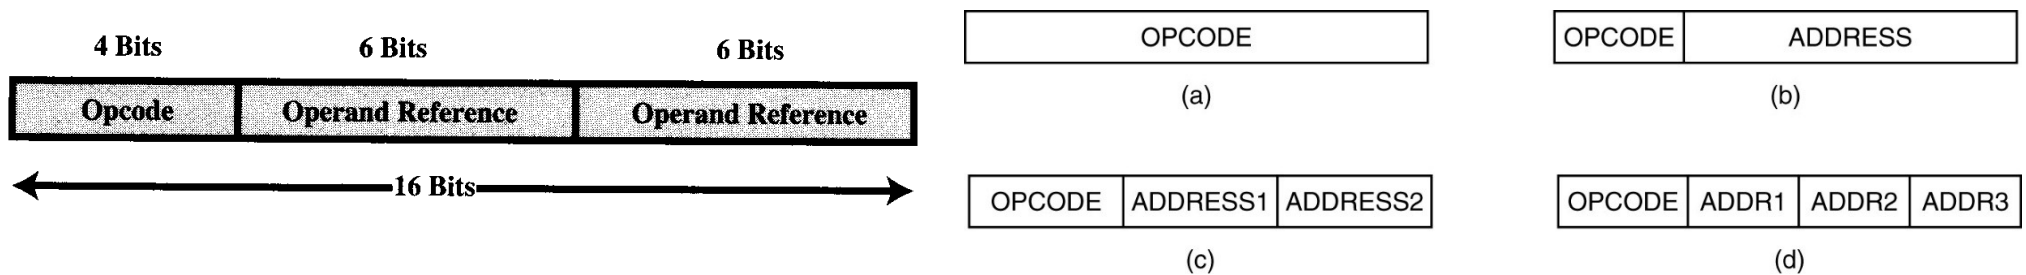 4 Bits 6 Bits 6 Bits
Opcode Operand Reference Operand Reference
16 Bits
OPCODE
(a)
OPCODE ADDRESS
(b)
OPCODE ADDRESS1 ADDRESS2
(c)
OPCODE ADDR1 ADDR2 ADDR3
(d)